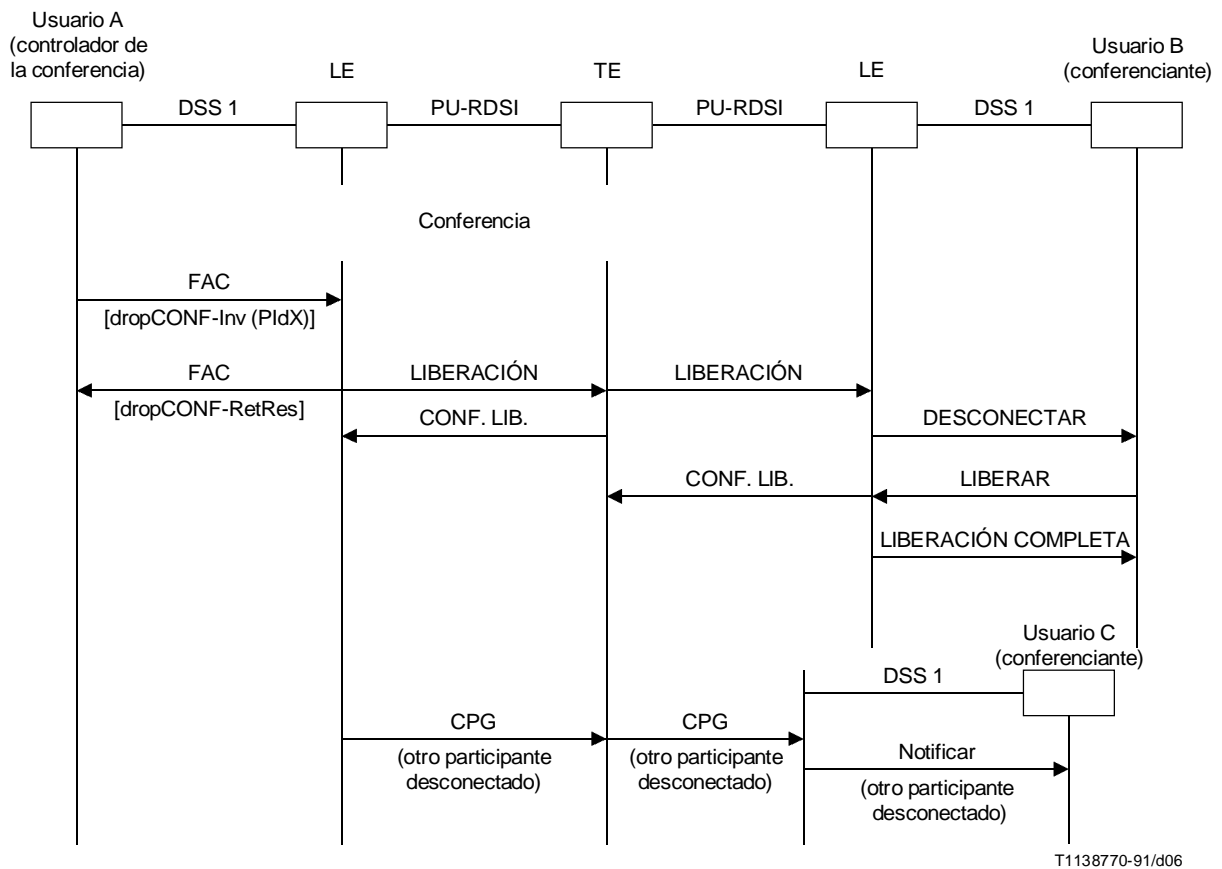 Usuario A
(controlador de
la conferencia)
LE
TE
LE
Usuario B
(conferenciante)
DSS 1
PU-RDSI
PU-RDSI
DSS 1
Conferencia
FAC
[dropCONF-Inv (PIdX)]
FAC
LIBERACIÓN
LIBERACIÓN
[dropCONF-RetRes]
CONF. LIB.
DESCONECTAR
CONF. LIB.
LIBERAR
LIBERACIÓN COMPLETA
Usuario C
(conferenciante)
DSS 1
CPG
(otro participante
desconectado)
CPG
(otro participante
desconectado)
Notificar
(otro participante
desconectado)
T1138770-91/d06